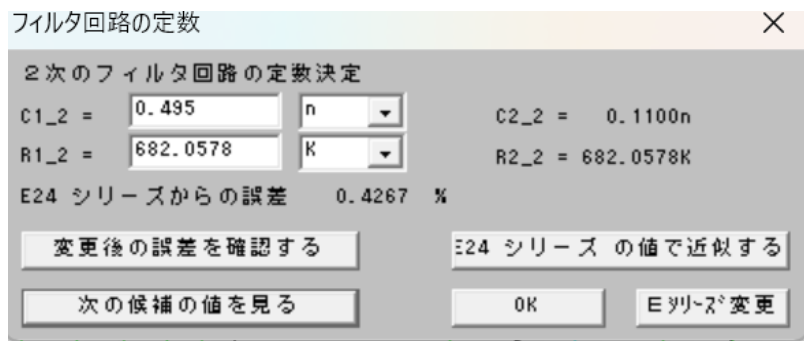 フィルタ回路の定数
2次のフィルタ回路の定数決定
C1_2 = 0.495 n C2_2 = 0.1100n
R1_2 = 682.0578 K R2_2 = 682.0578K
E24 シリーズからの誤差 0.4267 %
変更後の誤差を確認する E24 シリーズ の値で近似する
次の候補の値を見る OK Eシリーズ変更